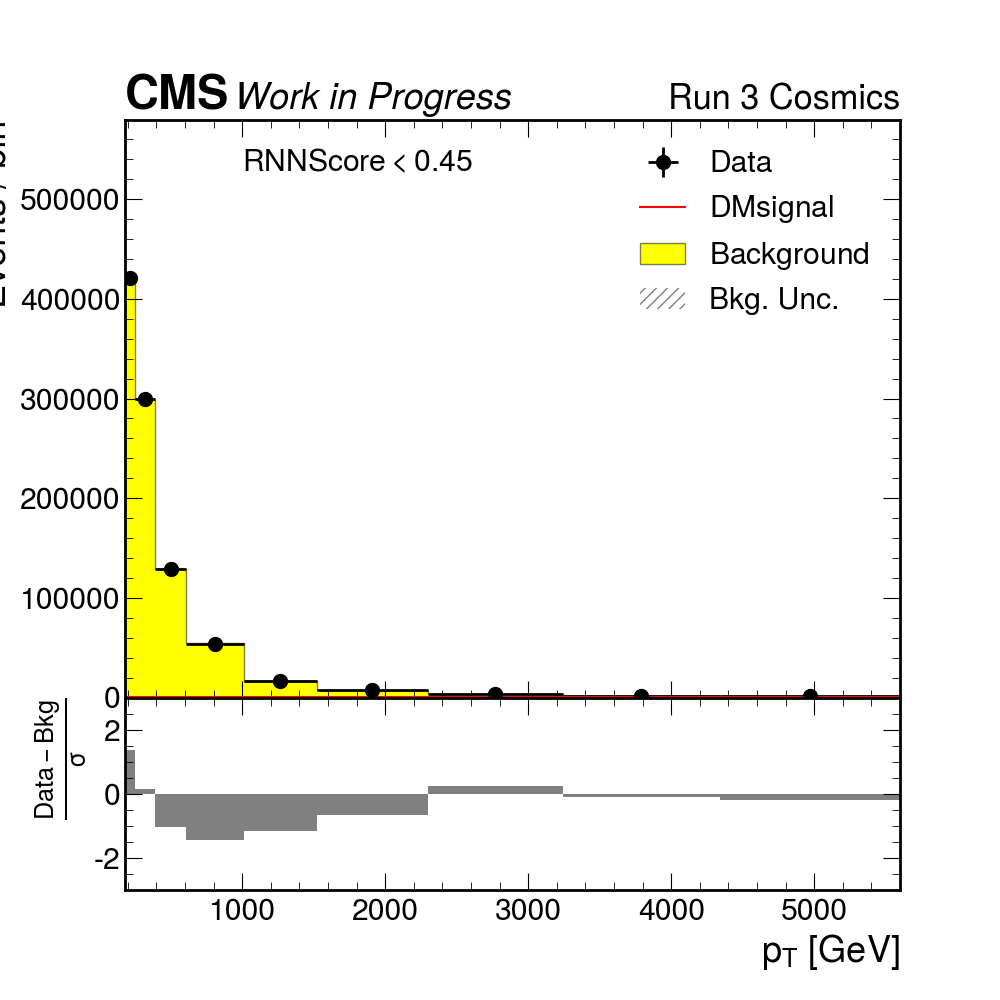 CMS Work in Progress Run 3 Cosmics
RNNScore < 0.45
Data
DMsignal
Background
Bkg. Unc.
500000
400000
300000
200000
100000
0
Data – Bkg
σ
2
0
-2
1000 2000 3000 4000 5000
pT [GeV]